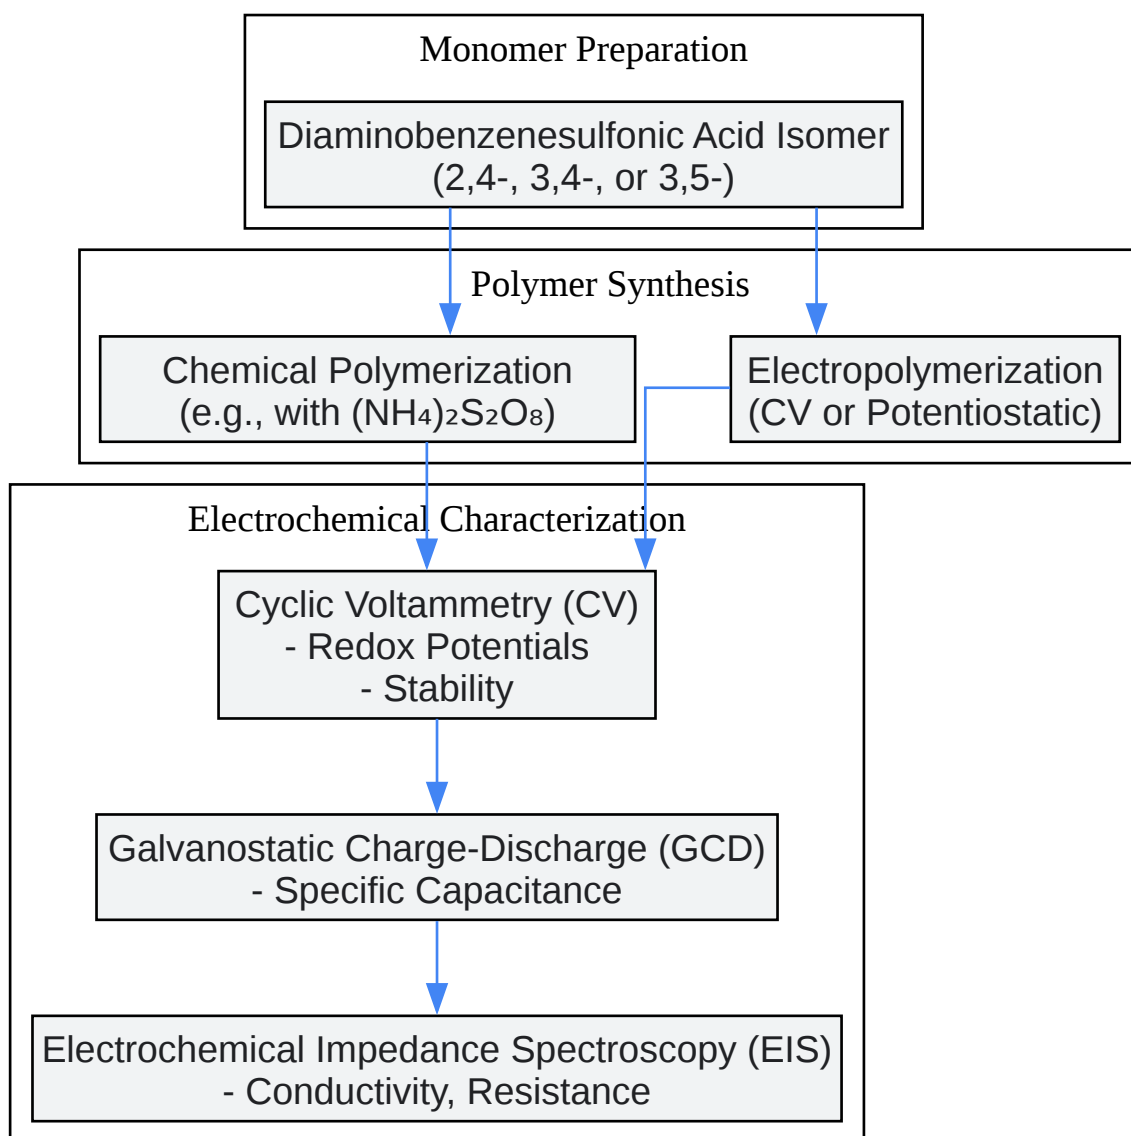 Monomer Preparation
Diaminobenzenesulfonic Acid Isomer
(2,4-, 3,4-, or 3,5-)
Polymer Synthesis
Chemical Polymerization
(e.g., with (NH₄)₂S₂O₈)
Electropolymerization
(CV or Potentiostatic)
Electrochemical Characterization
Cyclic Voltammetry (CV)
- Redox Potentials
- Stability
Galvanostatic Charge-Discharge (GCD)
- Specific Capacitance
Electrochemical Impedance Spectroscopy (EIS)
- Conductivity, Resistance